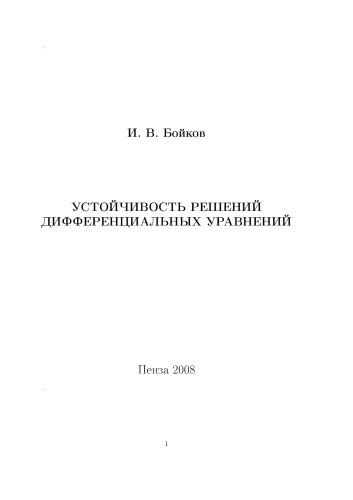 И. В. Бойков
УСТОЙЧИВОСТЬ РЕШЕНИЙ
ДИФФЕРЕНЦИАЛЬНЫХ УРАВНЕНИЙ
Пенза 2008
1